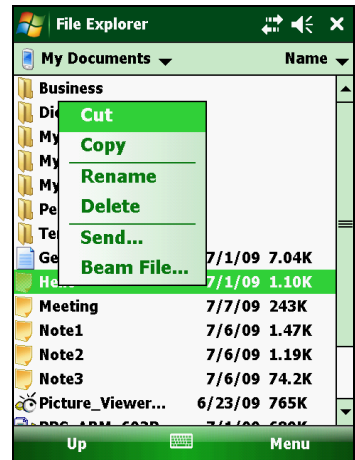 File Explorer
My Documents Name
Business
Cut
Copy
Rename
Delete
Send...
Beam File...
7/1/09 7.04K
7/1/09 1.10K
Meeting 7/7/09 243K
Note1 7/6/09 1.47K
Note2 7/6/09 1.19K
Note3 7/6/09 74.2K
Picture_Viewer... 6/23/09 765K
Up Menu